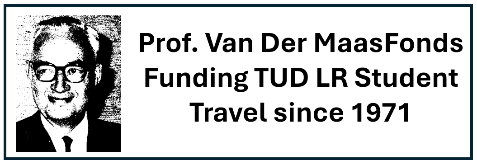 Prof. Van Der MaasFonds
Funding TUD LR Student
Travel since 1971